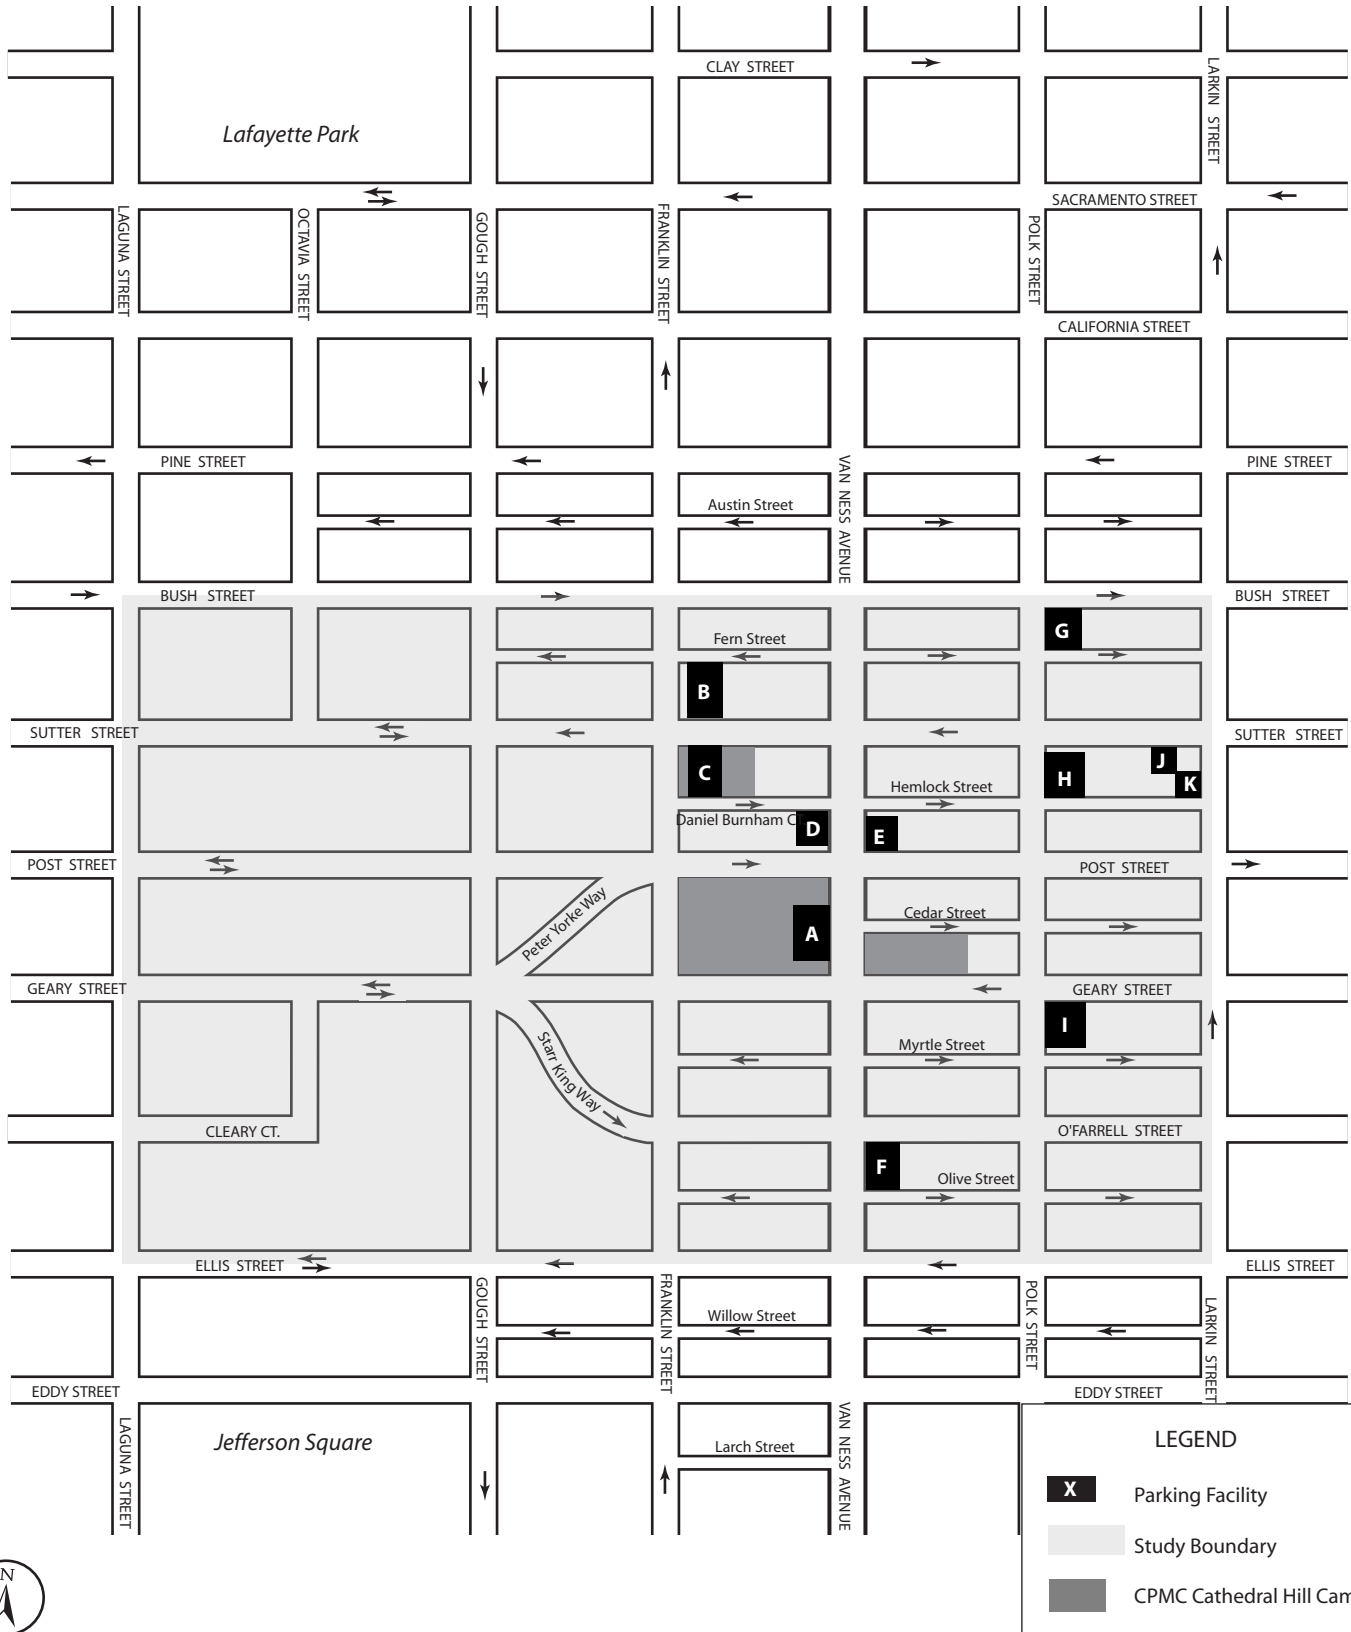 CLAY STREET
LARKIN STREET
Lafayette Park
SACRAMENTO STREET
LAGUNA STREET
OCTAVIA STREET
GOUGH STREET
FRANKLIN STREET
POLK STREET
CALIFORNIA STREET
PINE STREET
VAN NESS AVENUE
PINE STREET
Austin Street
BUSH STREET
BUSH STREET
Fern Street
G
B
SUTTER STREET
SUTTER STREET
C
H
J
K
Hemlock Street
Daniel Burnham C
D
E
POST STREET
POST STREET
Peter Yorke Way
A
Cedar Street
GEARY STREET
GEARY STREET
I
Starr King Way
Myrtle Street
CLEARY CT.
O'FARRELL STREET
F
Olive Street
ELLIS STREET
ELLIS STREET
GOUGH STREET
FRANKLIN STREET
Willow Street
POLK STREET
LARKIN STREET
EDDY STREET
EDDY STREET
LAGUNA STREET
Jefferson Square
Larch Street
VAN NESS AVENUE
LEGEND
X Parking Facility
Study Boundary
CPMC Cathedral Hill Cam
N